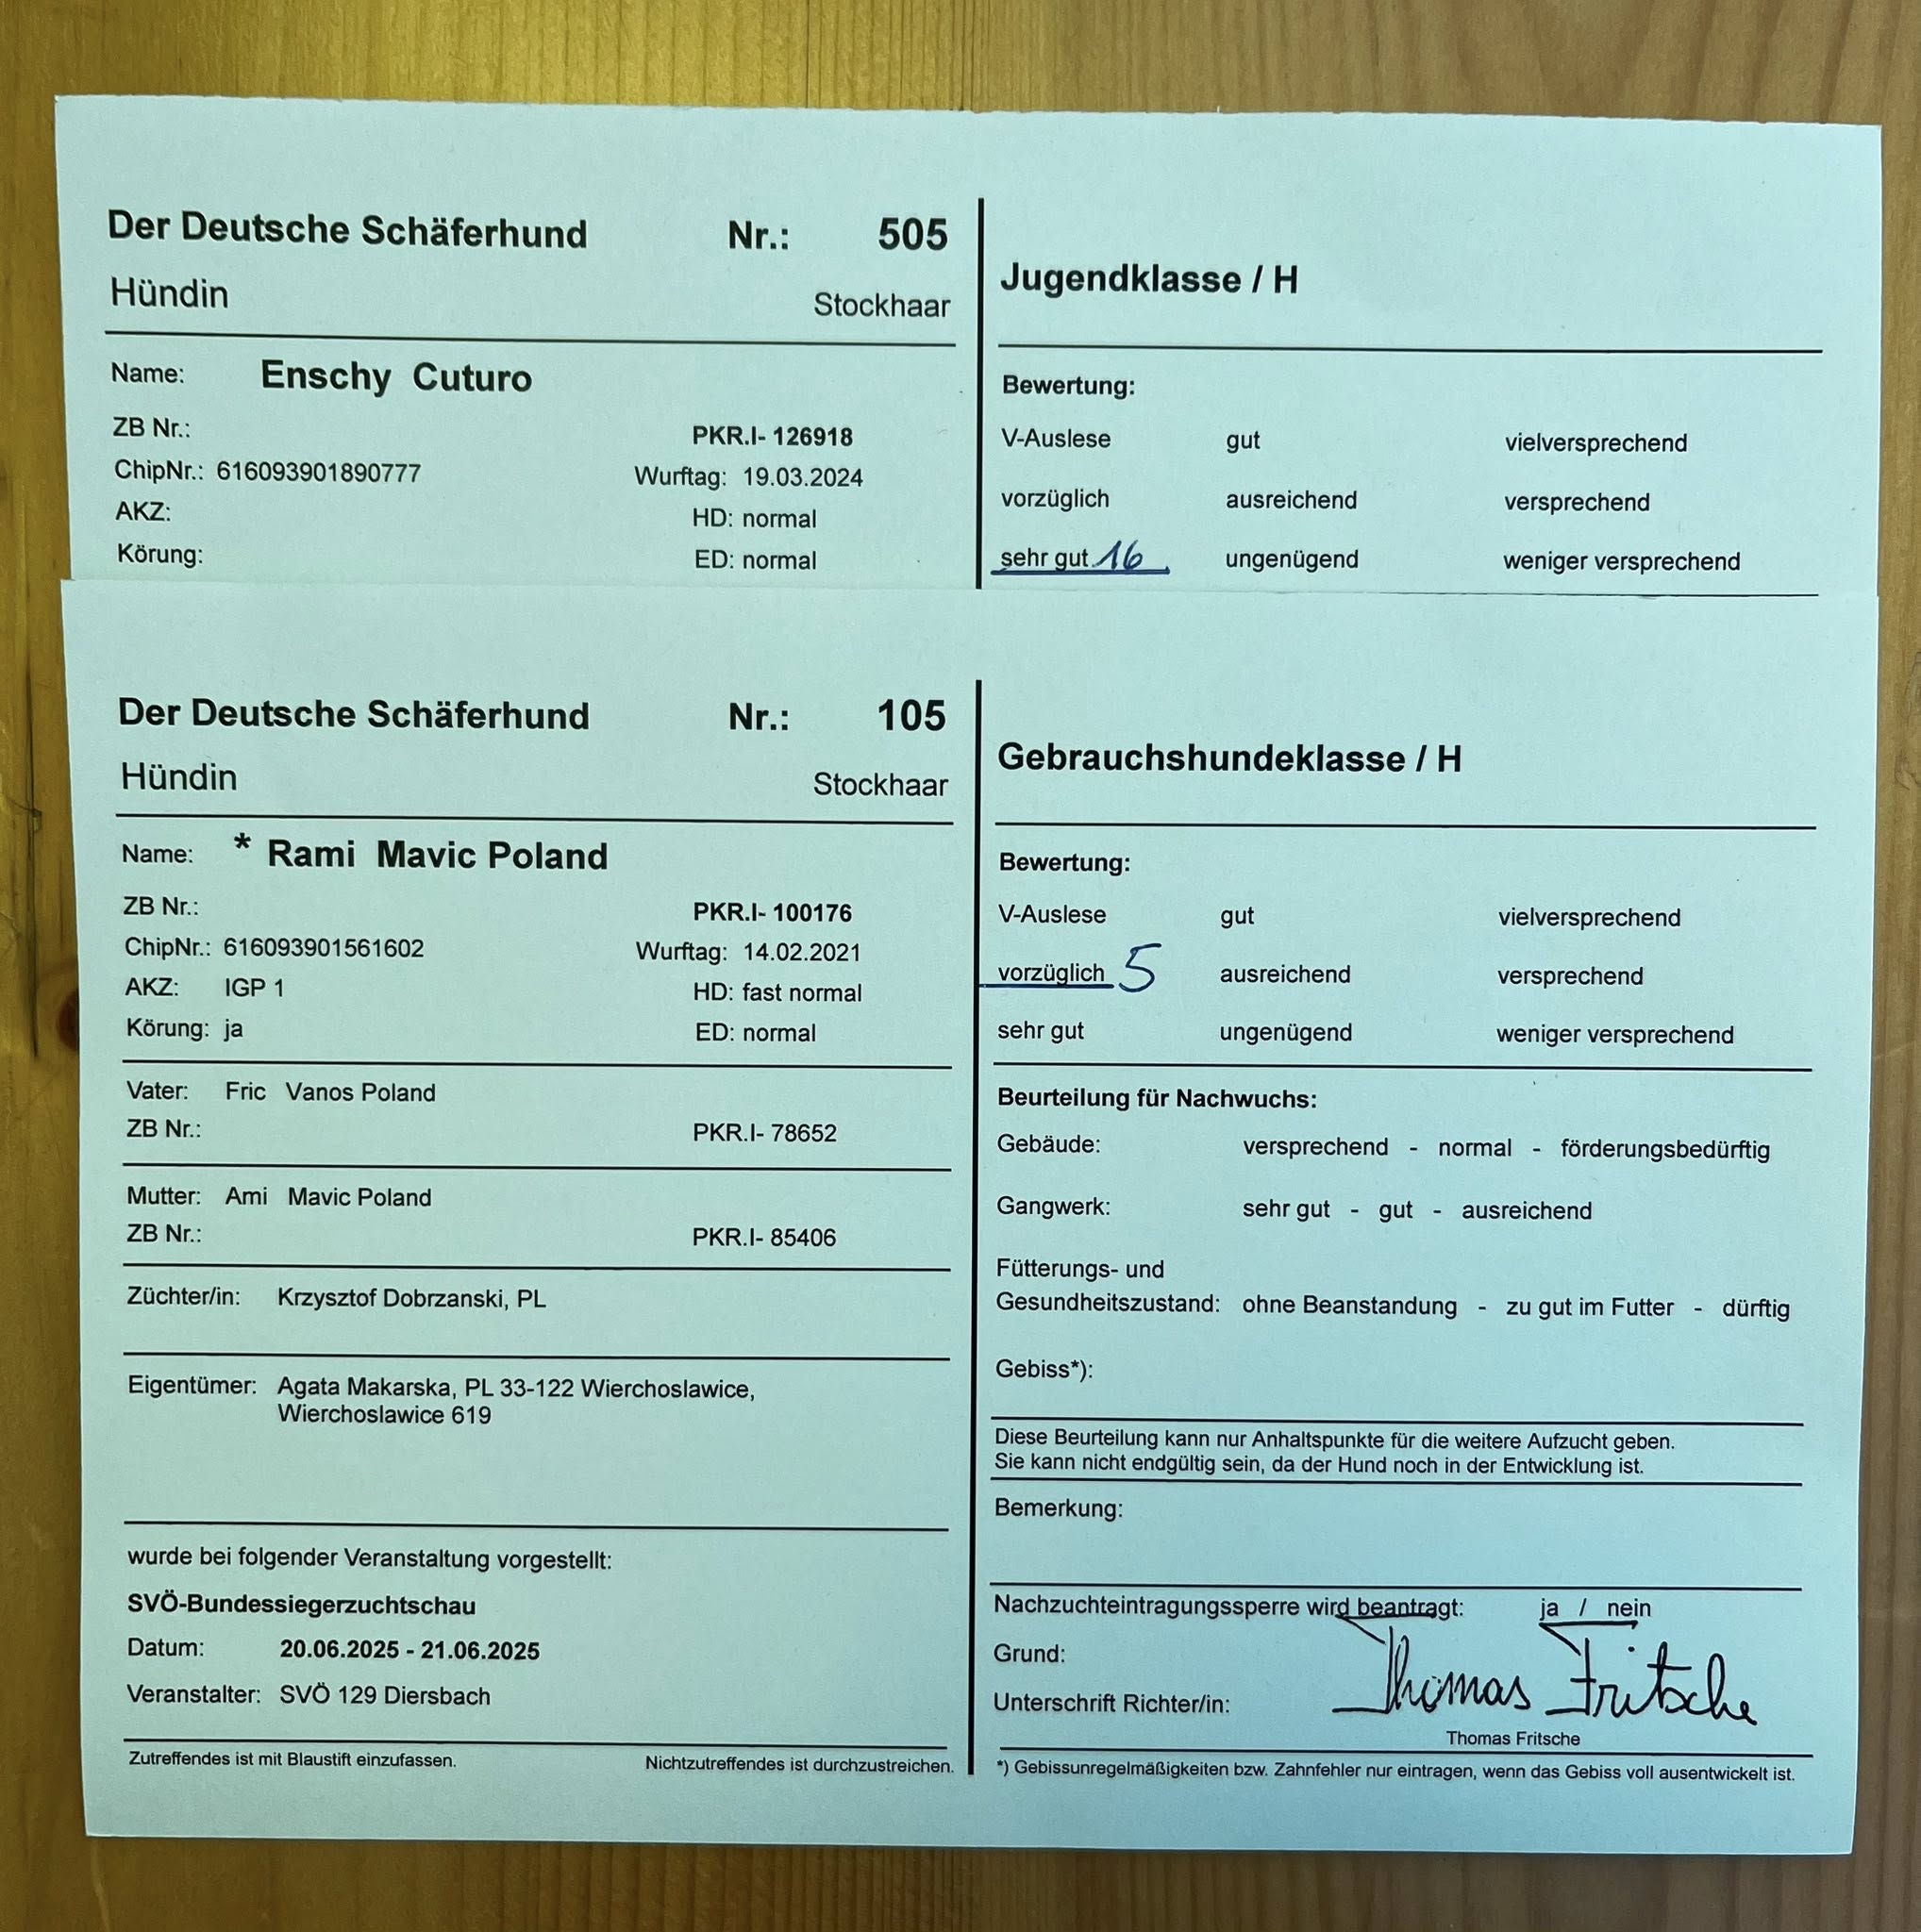 Der Deutsche Schäferhund Nr.: 505
Hündin Stockhaar
Name: Enschy Cuturo
ZB Nr.: PKR.I- 126918
ChipNr.: 616093901890777 Wurftag: 19.03.2024
AKZ: HD: normal
Körung: ED: normal
Jugendklasse / H
Bewertung:
V-Auslese gut vielversprechend
vorzüglich ausreichend versprechend
sehr gut 16 ungenügend weniger versprechend
Der Deutsche Schäferhund Nr.: 105
Hündin Stockhaar
Name: * Rami Mavic Poland
ZB Nr.: PKR.I- 100176
ChipNr.: 616093901561602 Wurftag: 14.02.2021
AKZ: IGP 1 HD: fast normal
Körung: ja ED: normal
Vater: Fric Vanos Poland
ZB Nr.: PKR.I- 78652
Mutter: Ami Mavic Poland
ZB Nr.: PKR.I- 85406
Züchter/in: Krzysztof Dobrzanski, PL
Eigentümer: Agata Makarska, PL 33-122 Wierchoslawice,
Wierchoslawice 619
wurde bei folgender Veranstaltung vorgestellt:
SVÖ-Bundessiegerzuchtschau
Datum: 20.06.2025 - 21.06.2025
Veranstalter: SVÖ 129 Diersbach
Zutreffendes ist mit Blaustift einzufassen. Nichtzutreffendes ist durchzustreichen.
Gebrauchshundeklasse / H
Bewertung:
V-Auslese gut vielversprechend
vorzüglich 5 ausreichend versprechend
sehr gut ungenügend weniger versprechend
Beurteilung für Nachwuchs:
Gebäude: versprechend - normal - förderungsbedürftig
Gangwerk: sehr gut - gut - ausreichend
Fütterungs- und
Gesundheitszustand: ohne Beanstandung - zu gut im Futter - dürftig
Gebiss*):
Diese Beurteilung kann nur Anhaltspunkte für die weitere Aufzucht geben.
Sie kann nicht endgültig sein, da der Hund noch in der Entwicklung ist.
Bemerkung:
Nachzuchteintragungssperre wird beantragt: ja / nein
Grund:
Unterschrift Richter/in: Thomas Fritsche
Thomas Fritsche
*) Gebissunregelmäßigkeiten bzw. Zahnfehler nur eintragen, wenn das Gebiss voll ausentwickelt ist.